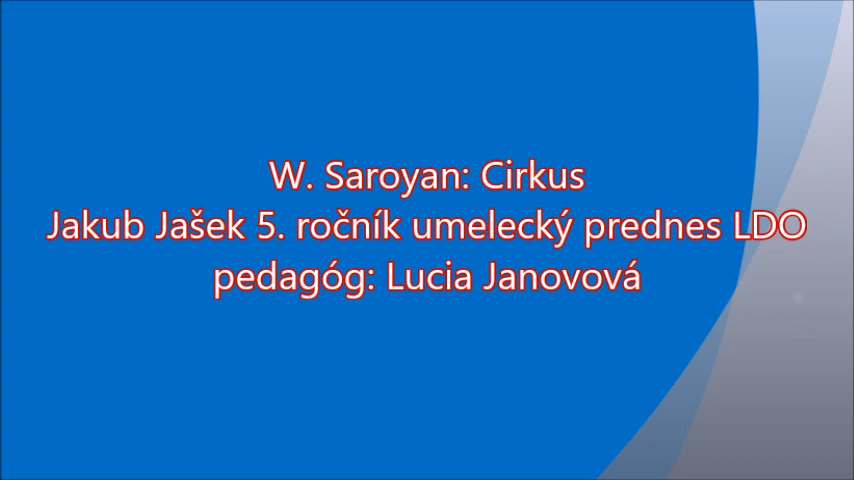 W. Saroyan: Cirkus
Jakub Jašek 5. ročník umelecký prednes LDO
pedagóg: Lucia Janovová